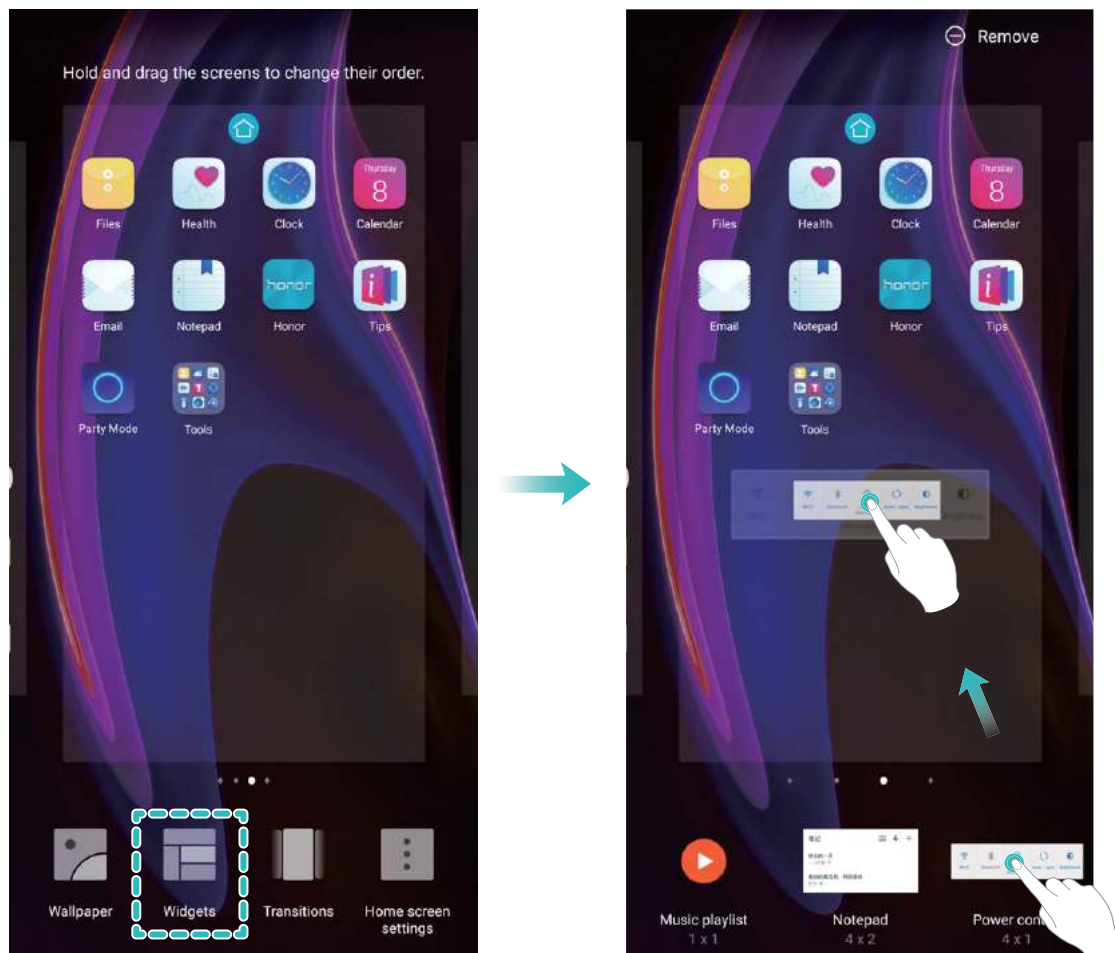 Hold and drag the screens to change their order.
Thursday
8
Files
Health
Clock
Calendar
honor
Email
Notepad
Honor
Tips
Party Mode
Tools
Wallpaper
Widgets
Transitions
Home screen
settings
Remove
Thursday
8
Files
Health
Clock
Calendar
honor
Email
Notepad
Honor
Tips
Party Mode
Tools
笔记
Music playlist
1 x 1
Notepad
4 x 2
Power con
4 x 1